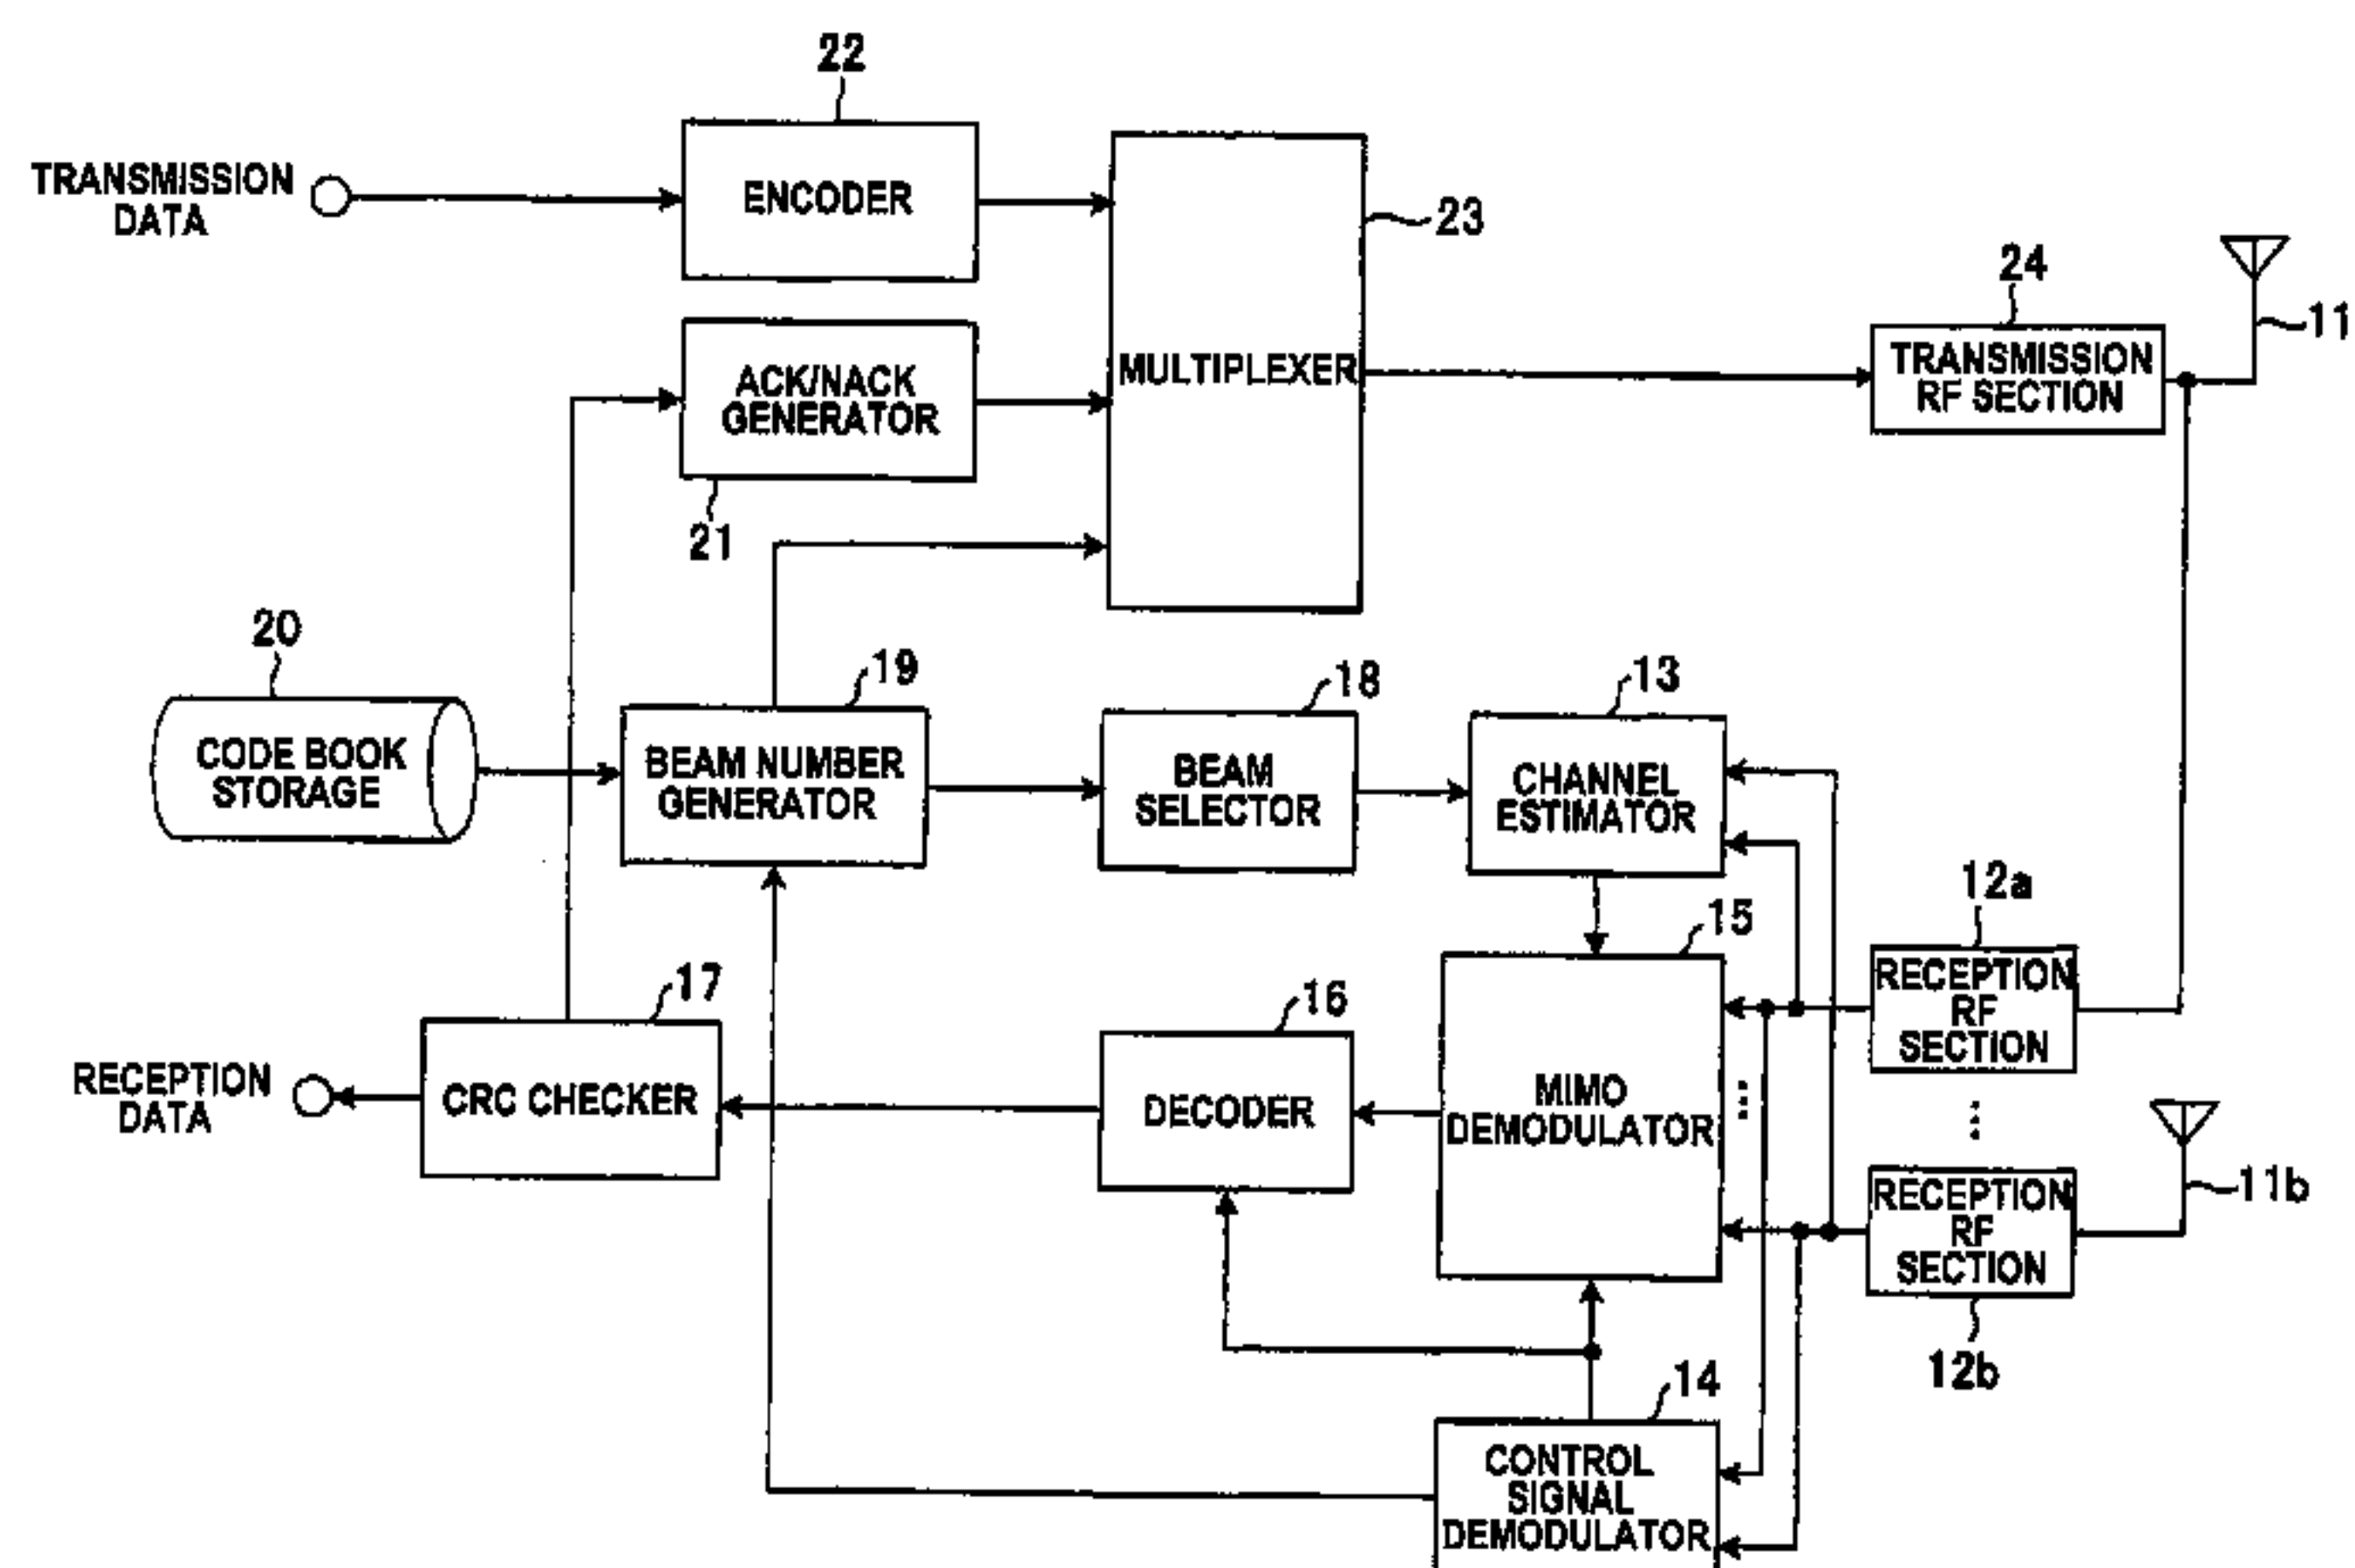 22
TRANSMISSION
DATA
ENCODER
23
24
11
TRANSMISSION
RF SECTION
MULTIPLEXER
ACK/NACK
GENERATOR
21
20
19
18
13
CODE BOOK
STORAGE
BEAM NUMBER
GENERATOR
BEAM
SELECTOR
CHANNEL
ESTIMATOR
12a
15
17
16
RECEPTION
RF
SECTION
RECEPTION
DATA
CRC CHECKER
DECODER
MIMO
DEMODULATOR
11b
RECEPTION
RF
SECTION
12b
14
CONTROL
SIGNAL
DEMODULATOR